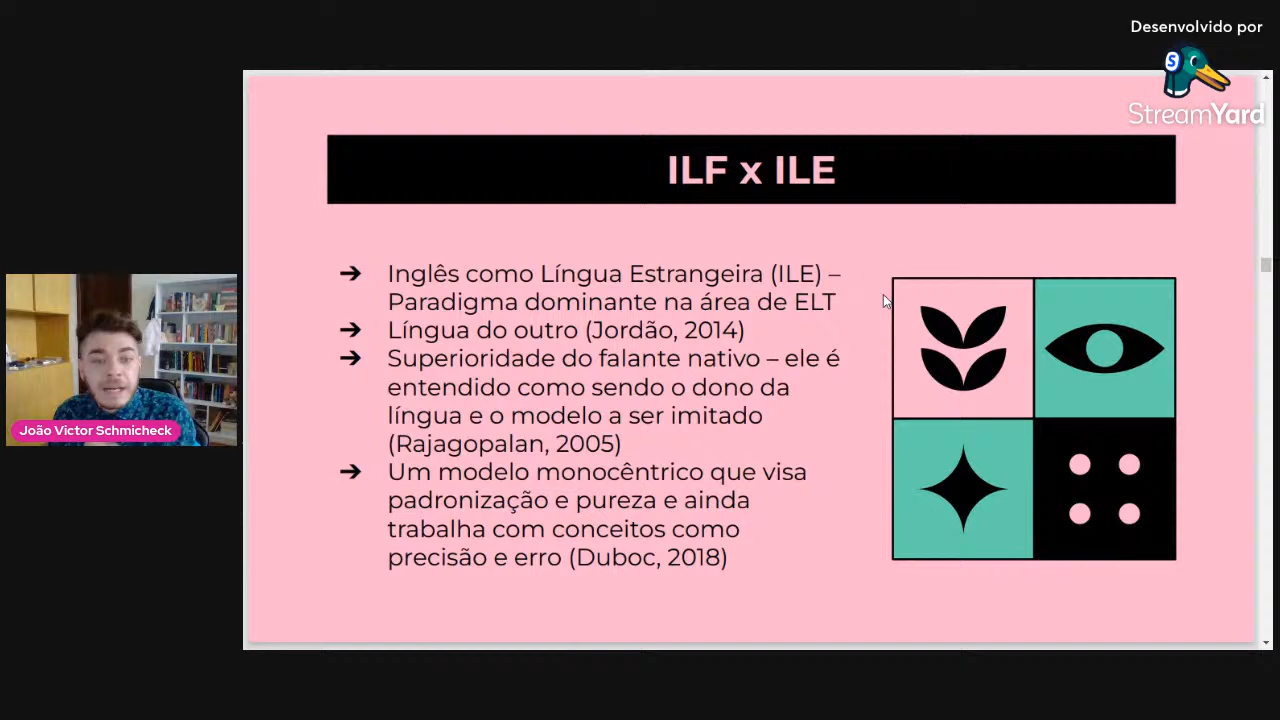 Desenvolvido por
StreamYard
ILF x ILE
➔ Inglês como Língua Estrangeira (ILE) –
Paradigma dominante na área de ELT
➔ Língua do outro (Jordão, 2014)
➔ Superioridade do falante nativo – ele é
entendido como sendo o dono da
língua e o modelo a ser imitado
(Rajagopalan, 2005)
➔ Um modelo monocêntrico que visa
padronização e pureza e ainda
trabalha com conceitos como
precisão e erro (Duboc, 2018)
João Victor Schmicheck